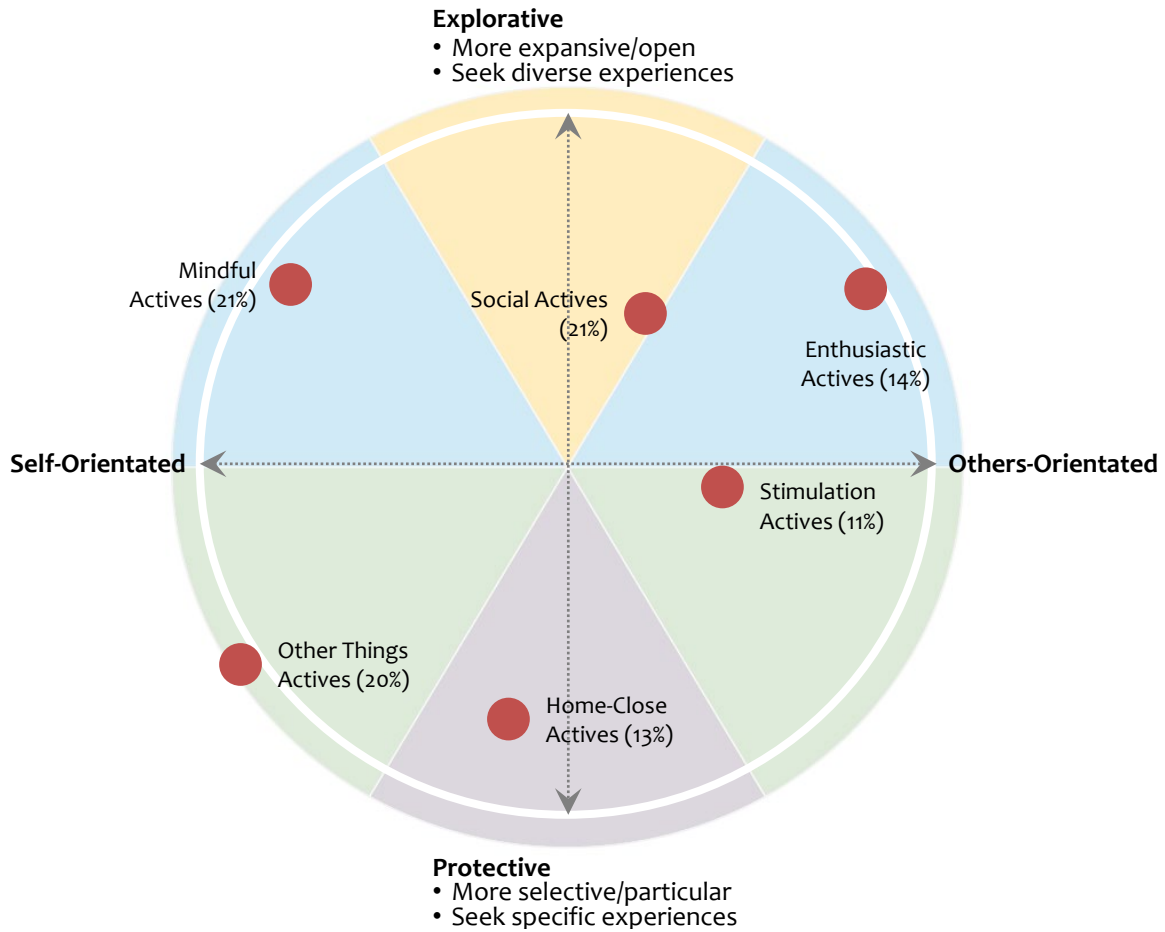 Explorative
• More expansive/open
• Seek diverse experiences
Mindful
Actives (21%)
Social Actives
(21%)
Enthusiastic
Actives (14%)
Self-Orientated
Others-Orientated
Stimulation
Actives (11%)
Other Things
Actives (20%)
Home-Close
Actives (13%)
Protective
• More selective/particular
• Seek specific experiences